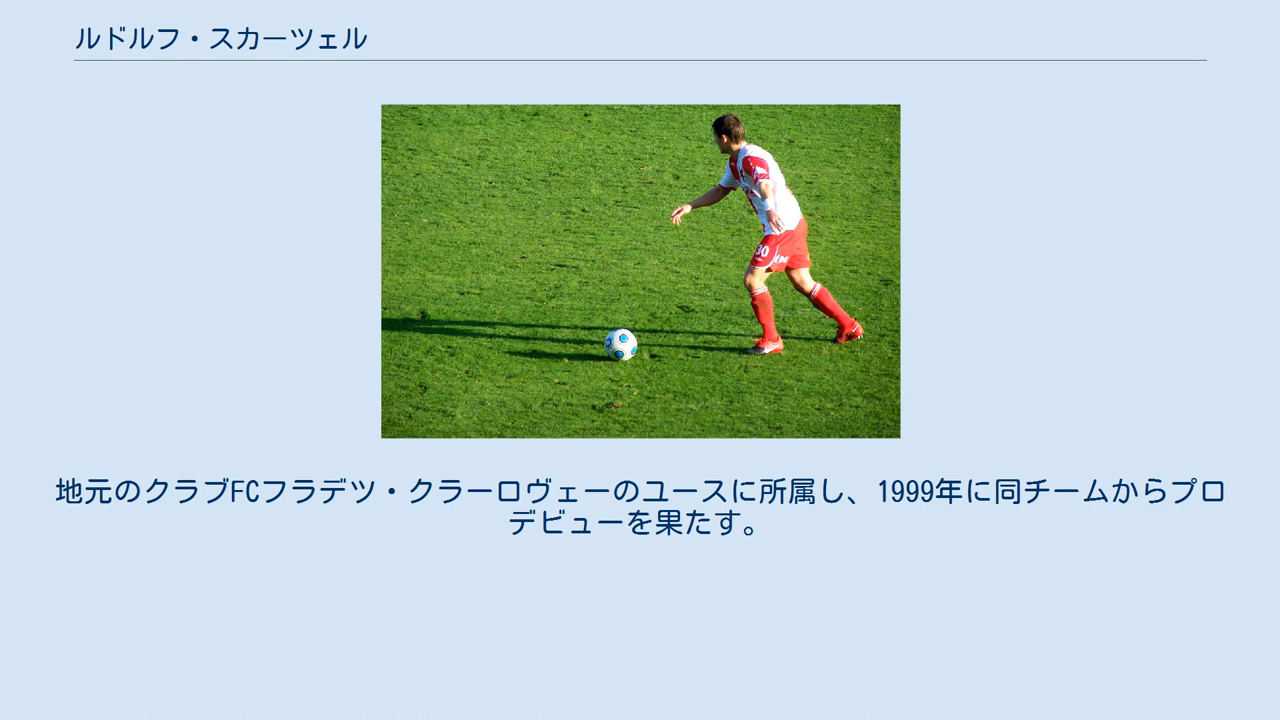 ルドルフ・スカーツェル
30
地元のクラブFCフラデツ・クラーロヴェーのユースに所属し、1999年に同チームからプロ
デビューを果たす。